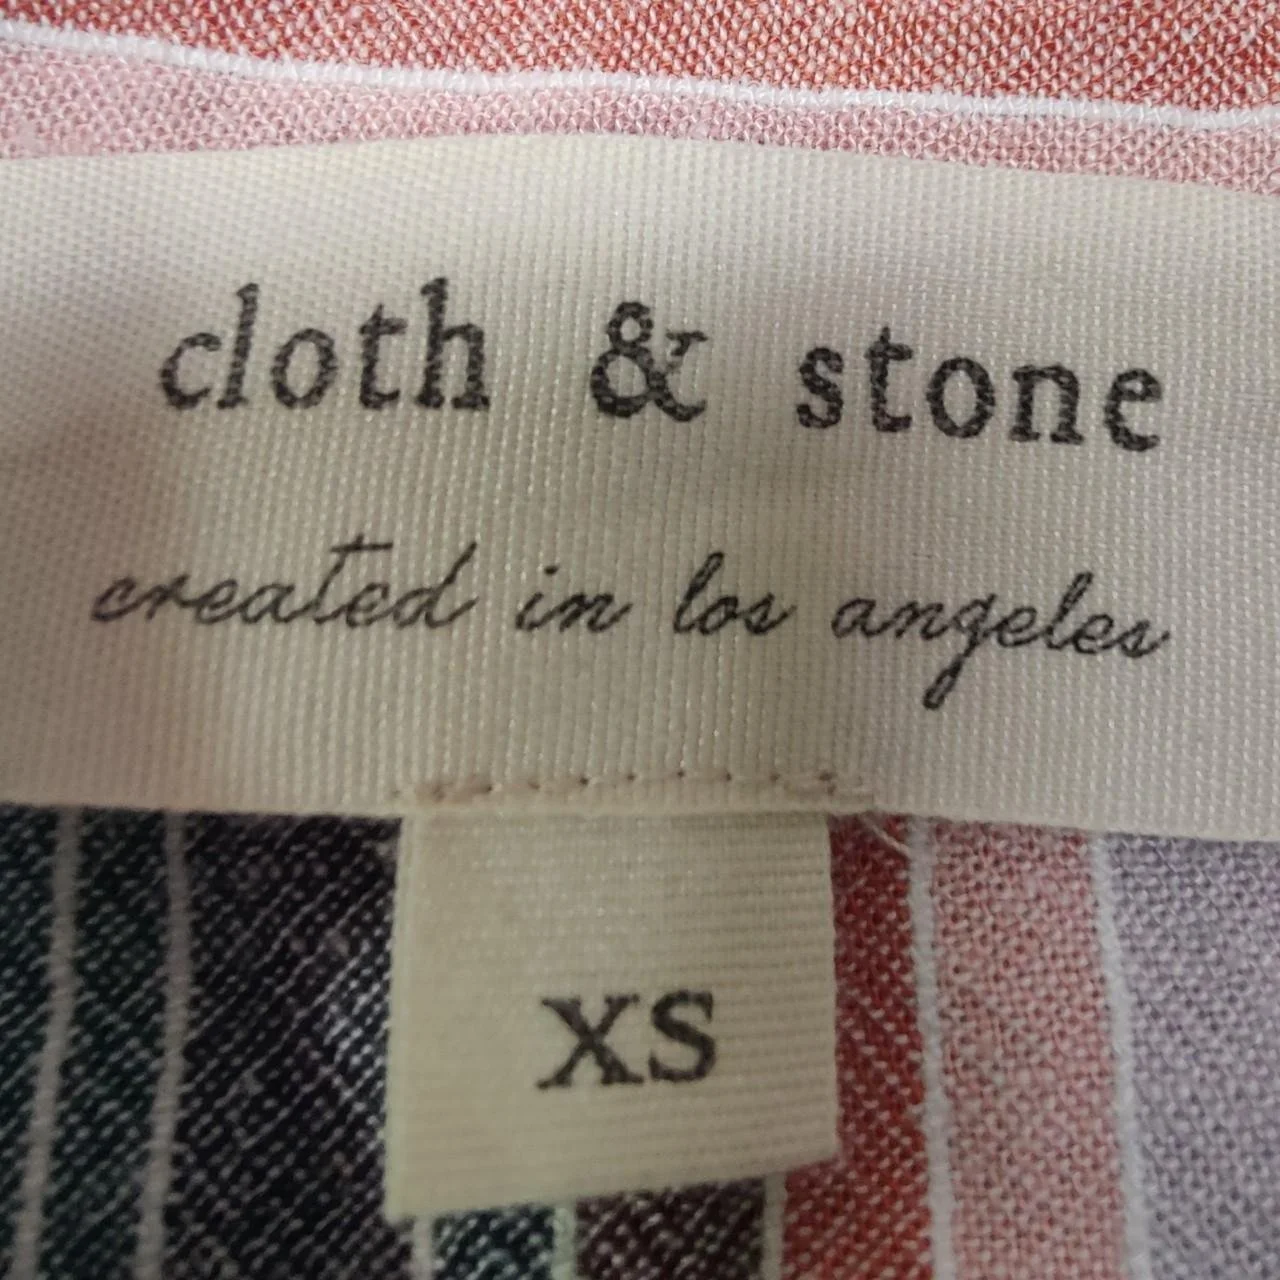 cloth & stone
created in los angeles
XS